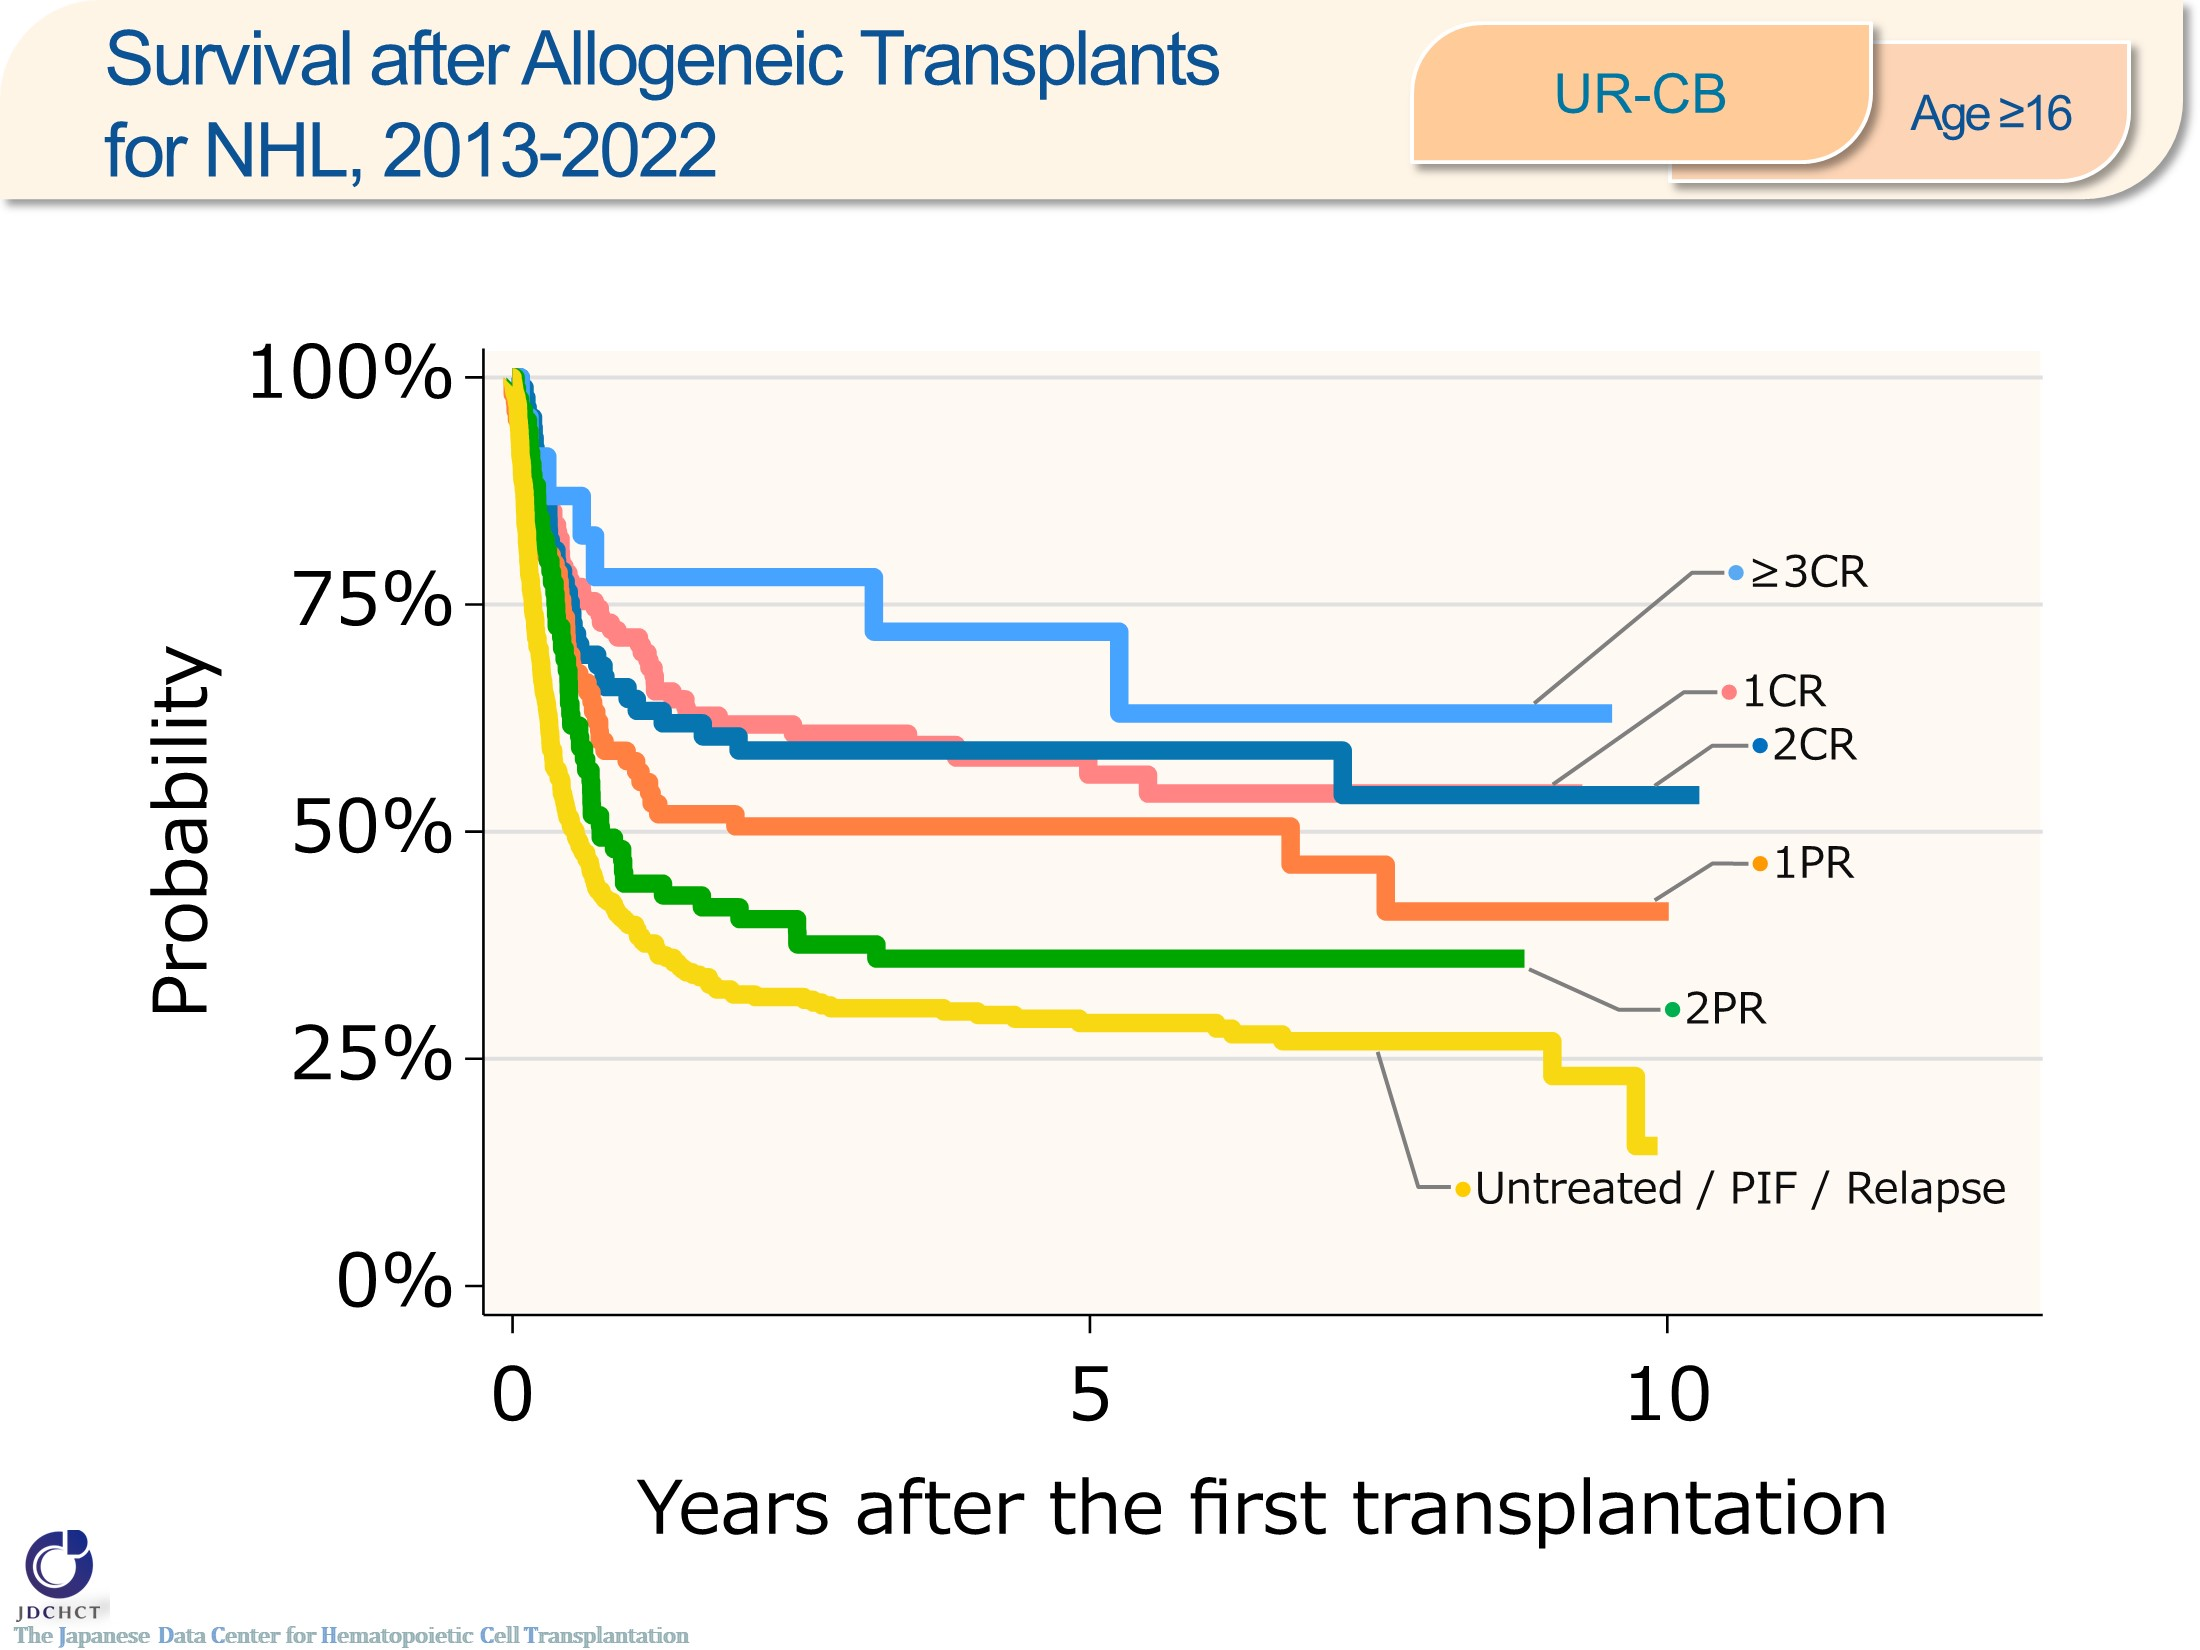 Survival after Allogeneic Transplants
for NHL, 2013-2022
UR-CB
Age ≥16
100%
75%
50%
25%
0%
Probability
≥3CR
1CR
2CR
1PR
2PR
Untreated / PIF / Relapse
0 5 10
Years after the first transplantation
JDCHCT
The Japanese Data Center for Hematopoietic Cell Transplantation